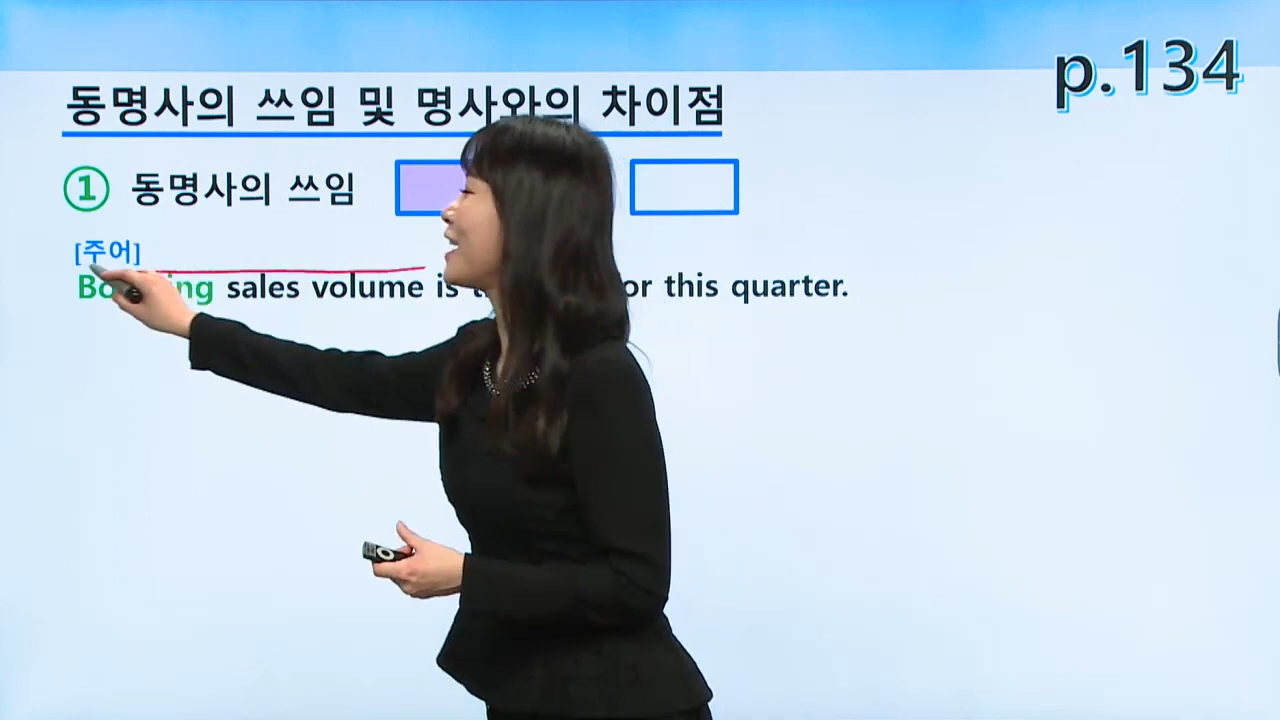 p.134
동명사의 쓰임 및 명사와의 차이점
① 동명사의 쓰임
[주어]
sales volume is this quarter.